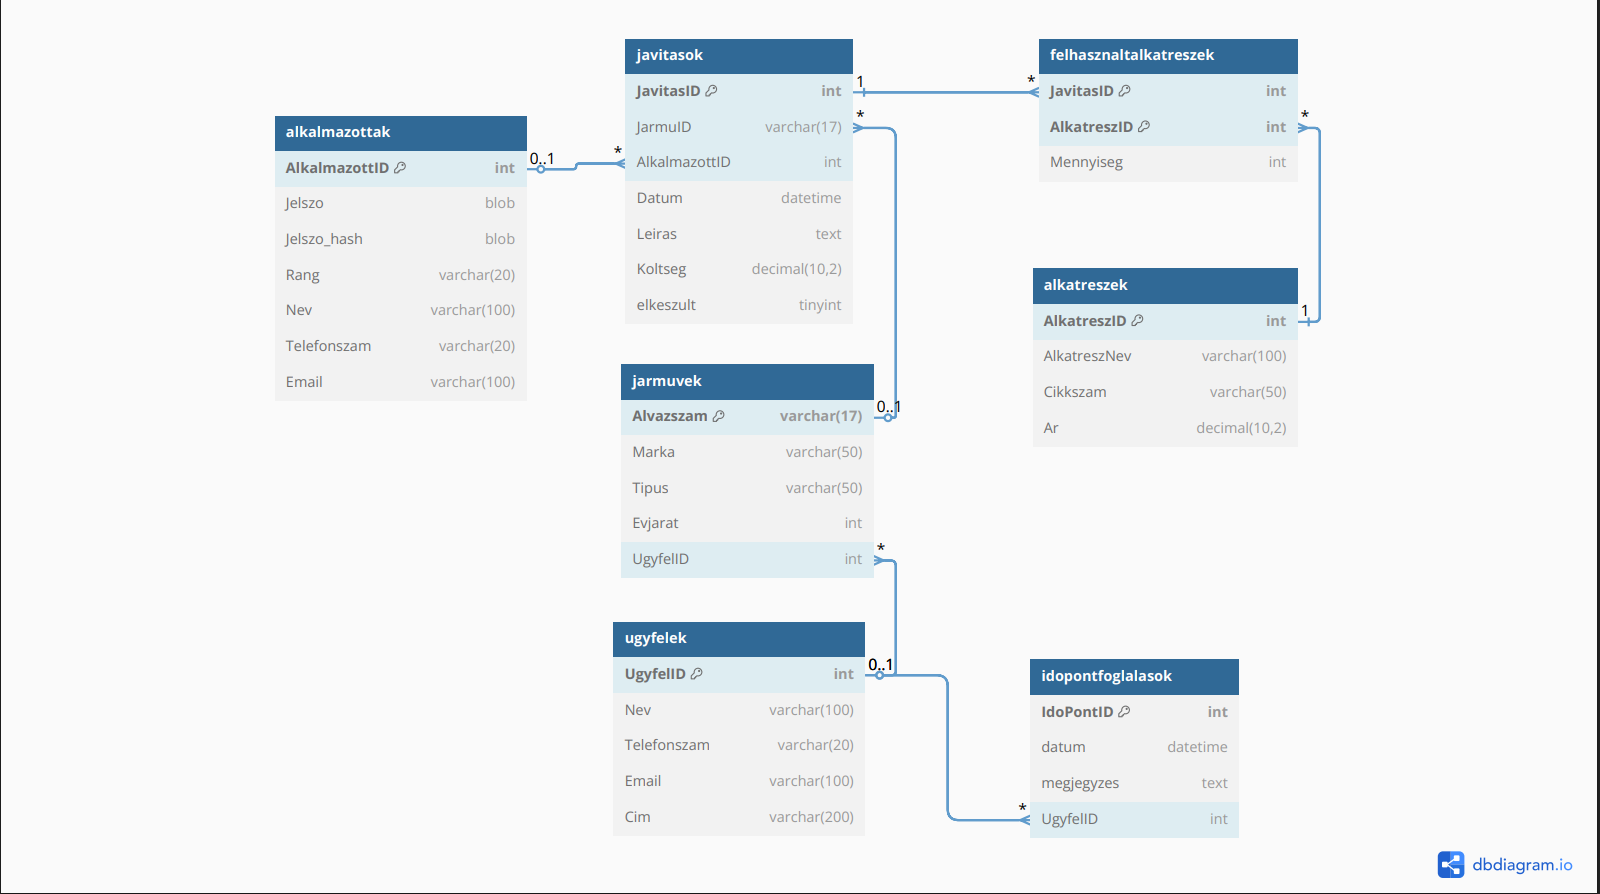 alkalmazottak
AlkalmazottID int
Jelszo blob
Jelszo_hash blob
Rang varchar(20)
Nev varchar(100)
Telefonszam varchar(20)
Email varchar(100)
0..1
*
javitasok
JavitasID int
JarmuID varchar(17)
AlkalmazottID int
Datum datetime
Leiras text
Koltseg decimal(10,2)
elkeszult tinyint
1
*
*
felhasznaltalkatreszek
JavitasID int
AlkatreszID int
Mennyiseg int
*
alkatreszek
AlkatreszID int
AlkatreszNev varchar(100)
Cikkszam varchar(50)
Ar decimal(10,2)
1
jarmuvek
Alvazszam varchar(17)
Marka varchar(50)
Tipus varchar(50)
Evjarat int
UgyfelID int
0..1
*
ugyfelek
UgyfelID int
Nev varchar(100)
Telefonszam varchar(20)
Email varchar(100)
Cim varchar(200)
0..1
*
idopontfoglalasok
IdoPontID int
datum datetime
megjegyzes text
UgyfelID int
dbdiagram.io